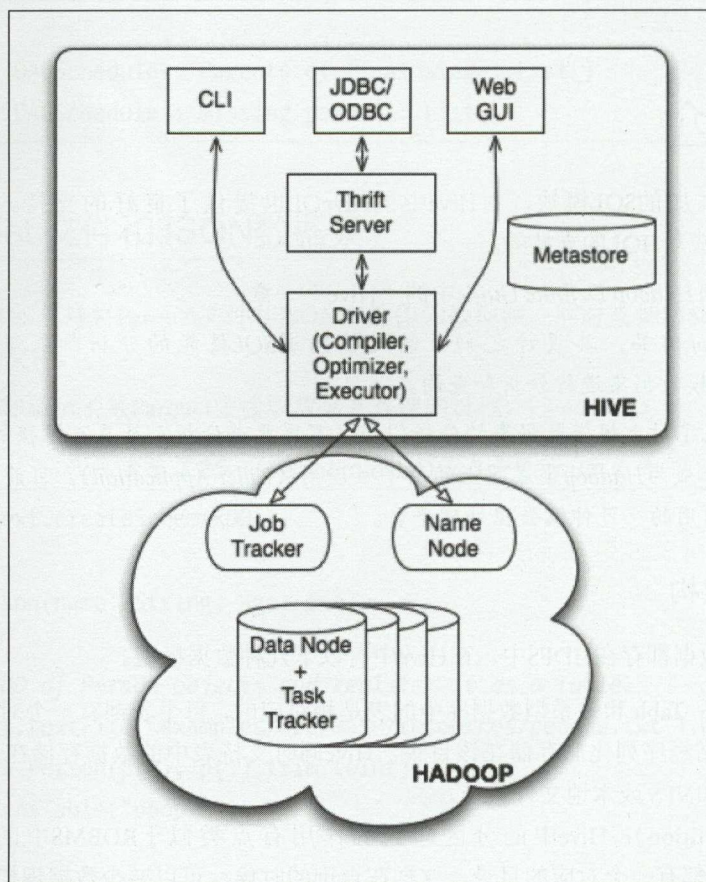 CLI
JDBC/
ODBC
Web
GUI
Thrift
Server
Metastore
Driver
(Compiler,
Optimizer,
Executor)
HIVE
Job
Tracker
Name
Node
Data Node
+
Task
Tracker
HADOOP